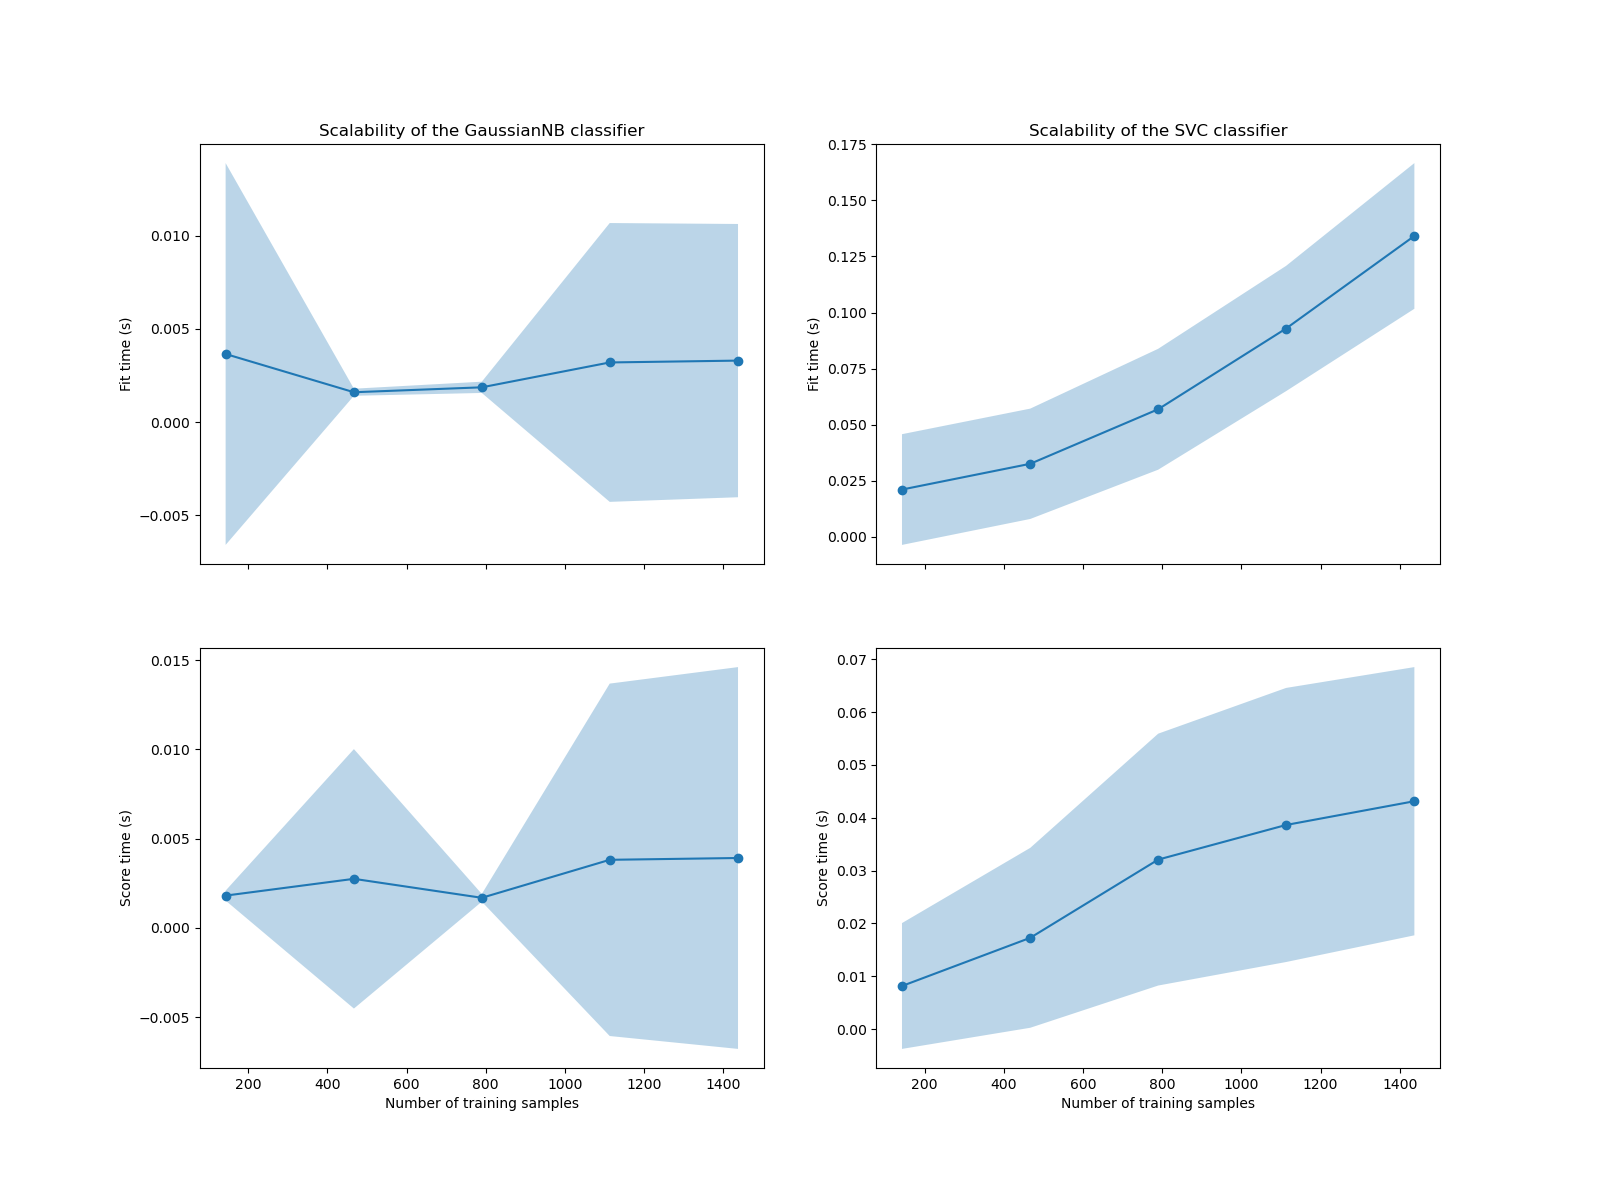 Scalability of the GaussianNB classifier
0.010
0.005
0.000
−0.005
Fit time (s)
Scalability of the SVC classifier
0.175
0.150
0.125
0.100
0.075
0.050
0.025
0.000
Fit time (s)
0.015
0.010
0.005
0.000
−0.005
Score time (s)
200 400 600 800 1000 1200 1400
Number of training samples
0.07
0.06
0.05
0.04
0.03
0.02
0.01
0.00
Score time (s)
200 400 600 800 1000 1200 1400
Number of training samples